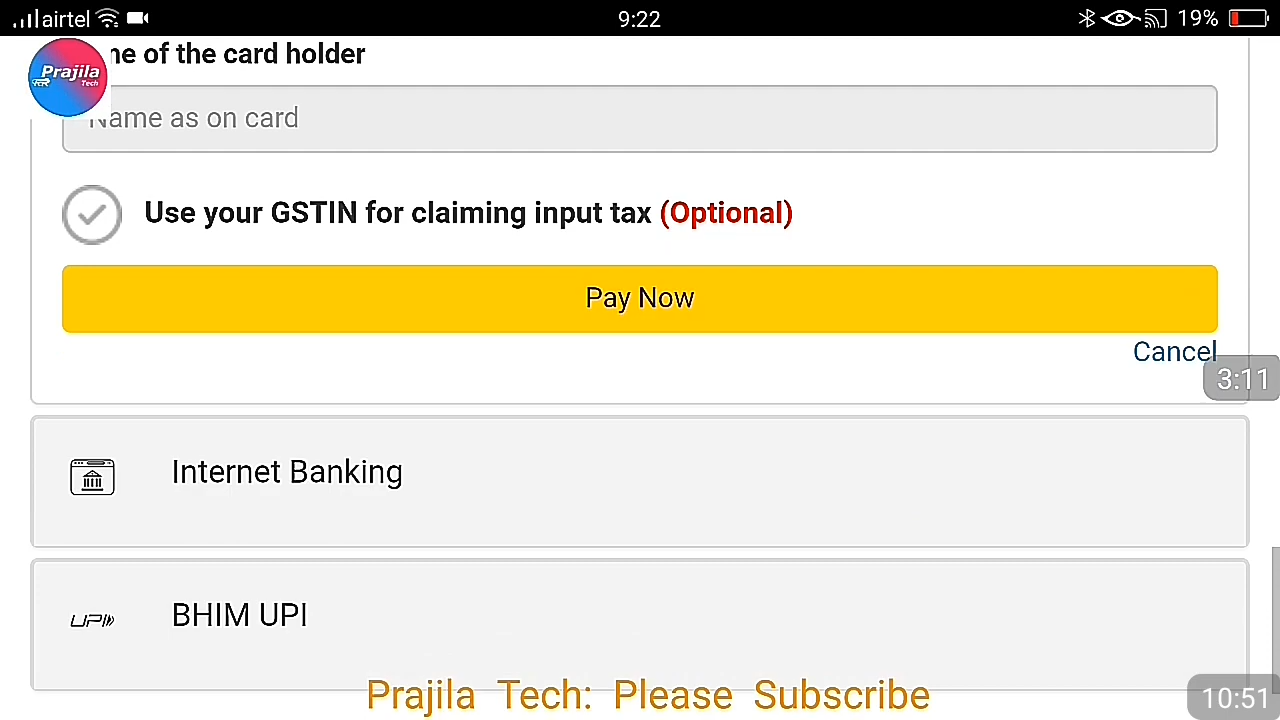 airtel 9:22 19%
me of the card holder
Prajila
Tech
Name as on card
Use your GSTIN for claiming input tax (Optional)
Pay Now
Cancel
3:11
Internet Banking
UPI BHIM UPI
Prajila Tech: Please Subscribe
10:51